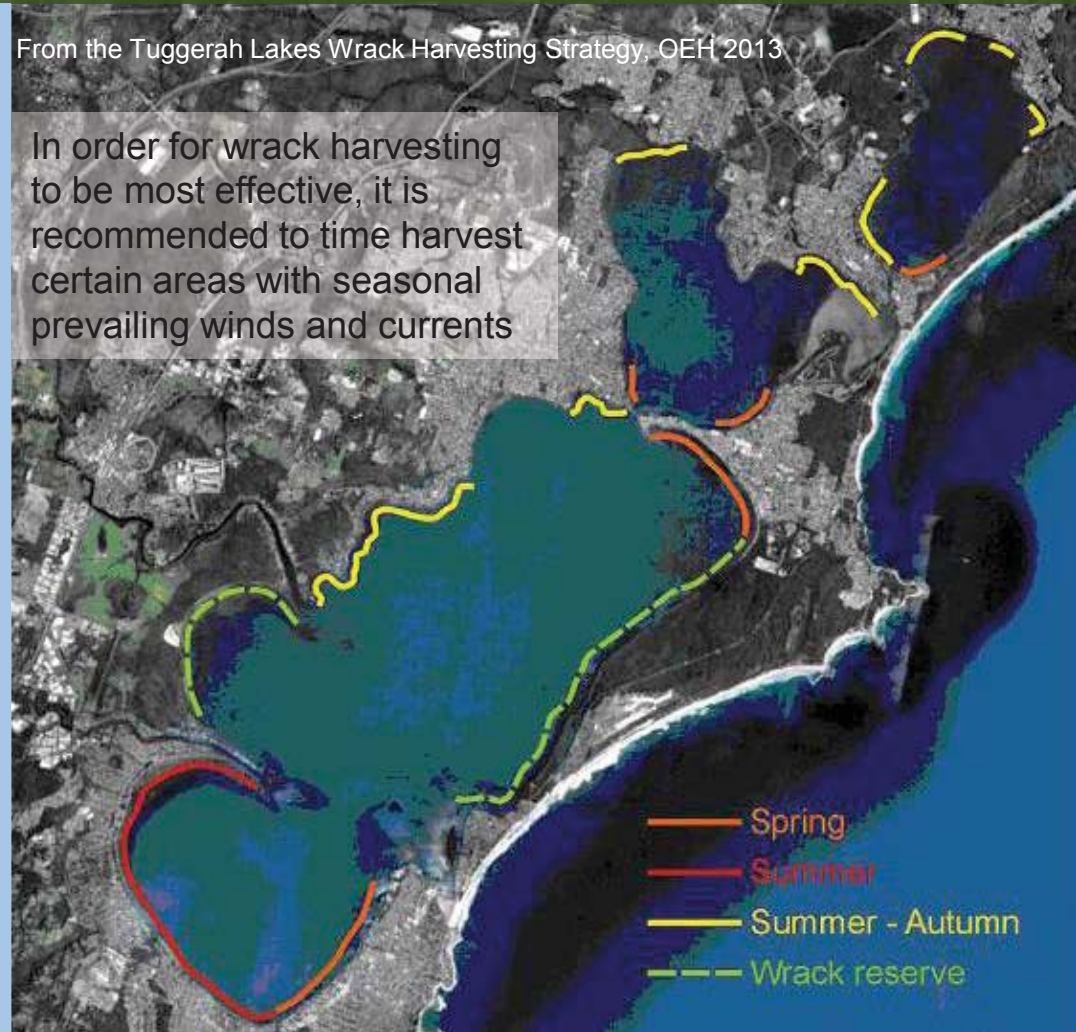 From the Tuggerah Lakes Wrack Harvesting Strategy, OEH 2013
In order for wrack harvesting
to be most effective, it is
recommended to time harvest
certain areas with seasonal
prevailing winds and currents
Spring
Summer
Summer - Autumn
Wrack reserve